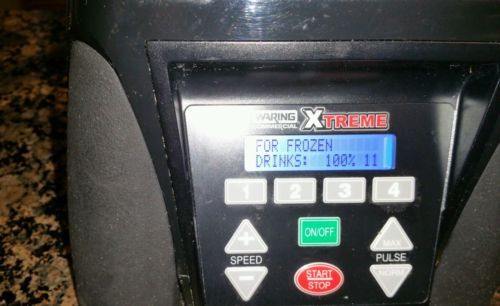 WARING
COMMERCIAL
XTREME
FOR FROZEN
DRINKS: 100% 11
1 2 3 4
ON/OFF
+ MAX
SPEED PULSE
START
STOP
- NORM